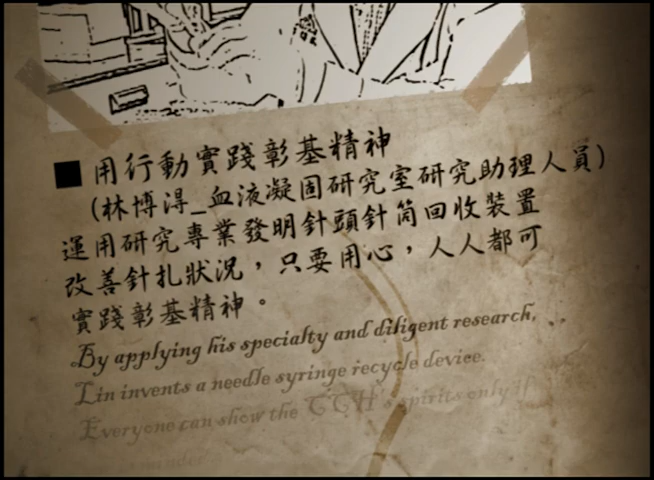 ■用行動實踐彰基精神
(林博淂_血液凝固研究室研究助理人員)
運用研究專業發明針頭針筒回收裝置
改善針扎狀況，只要用心，人人都可
實踐彰基精神。
By applying his specialty and diligent research,
Lin invents a needle syringe recycle device.
Everyone can show the CCH's spirits only if